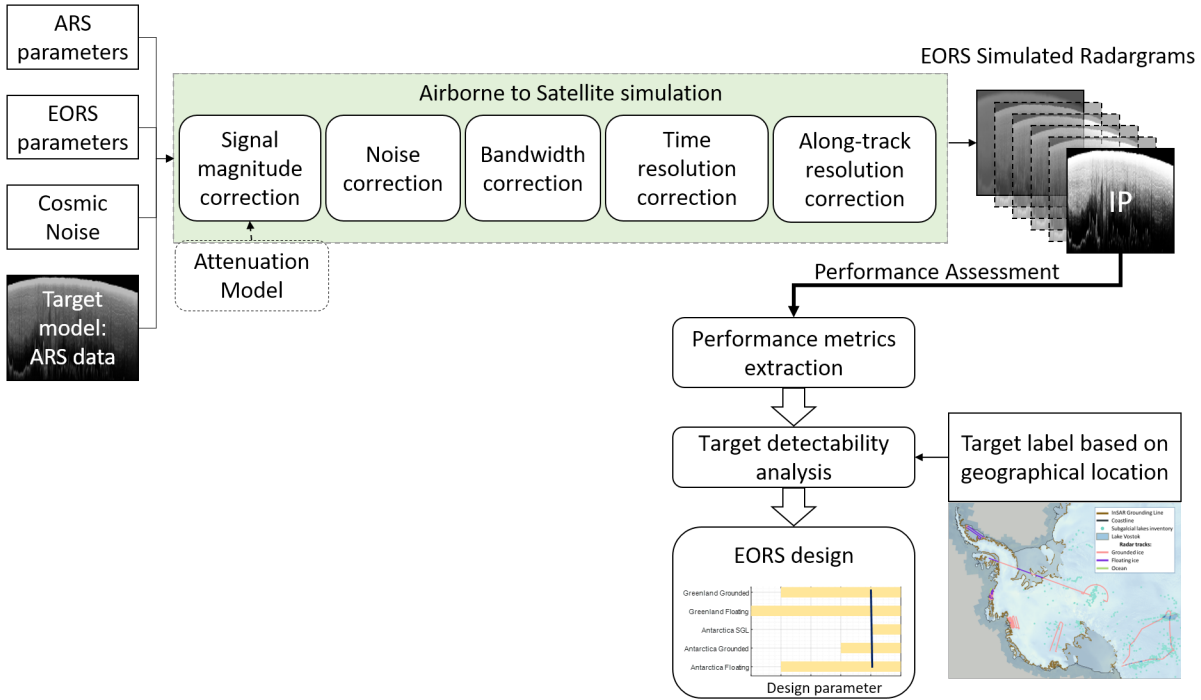 ARS
parameters
EORS
parameters
Cosmic
Noise
Target
model:
ARS data
Airborne to Satellite simulation
Signal
magnitude
correction
Noise
correction
Bandwidth
correction
Time
resolution
correction
Along-track
resolution
correction
Attenuation
Model
EORS Simulated Radargrams
IP
Performance Assessment
Performance metrics
extraction
Target detectability
analysis
Target label based on
geographical location
InSAR Grounding Line
Coastline
Subgalcial lakes inventory
Lake Vostok
Radar tracks:
Grounded ice
Floating ice
Ocean
EORS design
Greenland Grounded
Greenland Floating
Antarctica SGL
Antarctica Grounded
Antarctica Floating
Design parameter